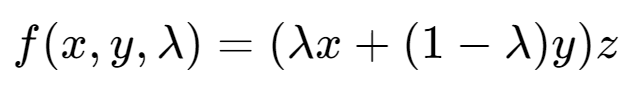 f(x, y, λ) = (λx + (1 − λ)y)z